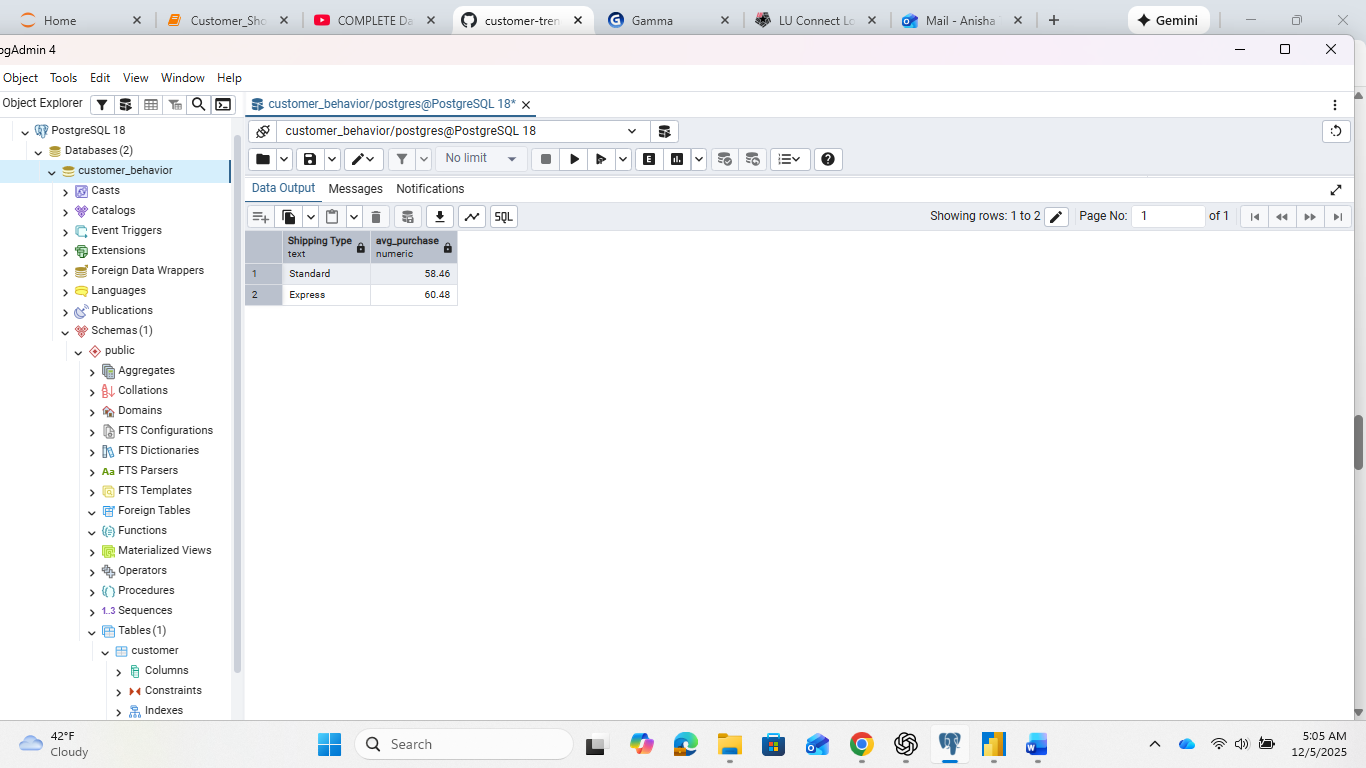 Home
Customer_Sho
COMPLETE Da
customer-tren
Gamma
LU Connect Lo
Mail - Anisha
Gemini
pgAdmin 4
Object Tools Edit View Window Help
Object Explorer
customer_behavior/postgres@PostgreSQL 18*
PostgreSQL 18
Databases (2)
customer_behavior
Casts
Catalogs
Event Triggers
Extensions
Foreign Data Wrappers
Languages
Publications
Schemas (1)
public
Aggregates
Collations
Domains
FTS Configurations
FTS Dictionaries
Aa FTS Parsers
FTS Templates
Foreign Tables
Functions
Materialized Views
Operators
Procedures
1..3 Sequences
Tables (1)
customer
Columns
Constraints
Indexes
customer_behavior/postgres@PostgreSQL 18
No limit
E
Data Output Messages Notifications
SQL
Showing rows: 1 to 2 Page No: 1 of 1
Shipping Type text avg_purchase numeric
1 Standard 58.46
2 Express 60.48
42°F
Cloudy
Search
5:05 AM
12/5/2025